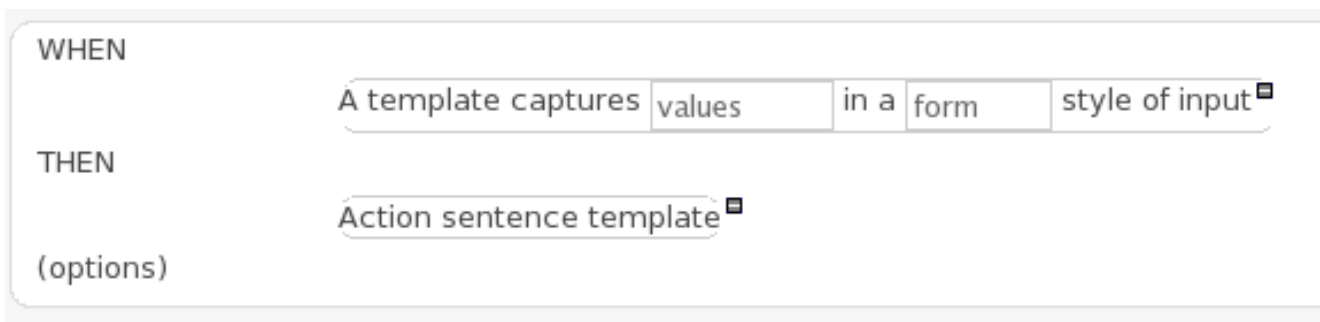 WHEN
A template captures values in a form style of input
THEN
Action sentence template
(options)